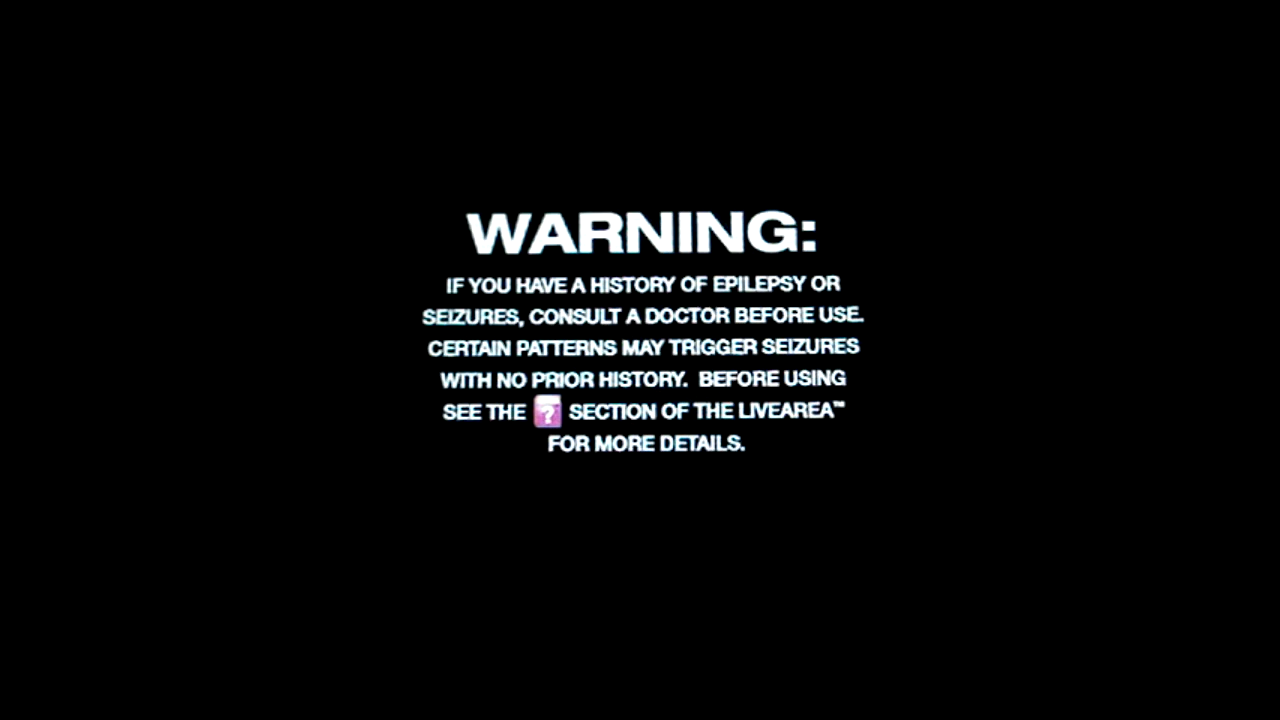 WARNING:
IF YOU HAVE A HISTORY OF EPILEPSY OR
SEIZURES, CONSULT A DOCTOR BEFORE USE.
CERTAIN PATTERNS MAY TRIGGER SEIZURES
WITH NO PRIOR HISTORY.  BEFORE USING
SEE THE ? SECTION OF THE LIVEAREA™
FOR MORE DETAILS.